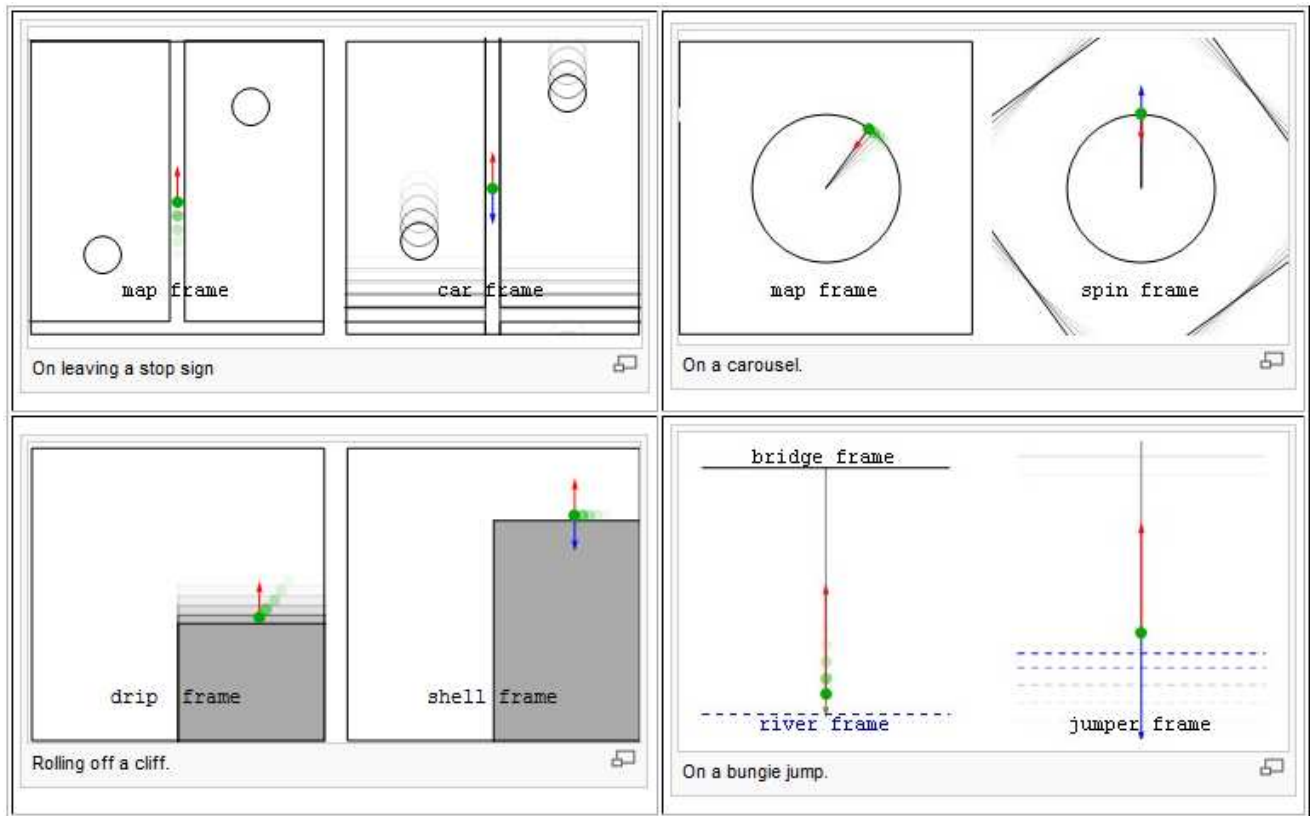 map frame
car frame
On leaving a stop sign
map frame
spin frame
On a carousel.
drip frame
shell frame
Rolling off a cliff.
bridge frame
river frame
jumper frame
On a bungie jump.